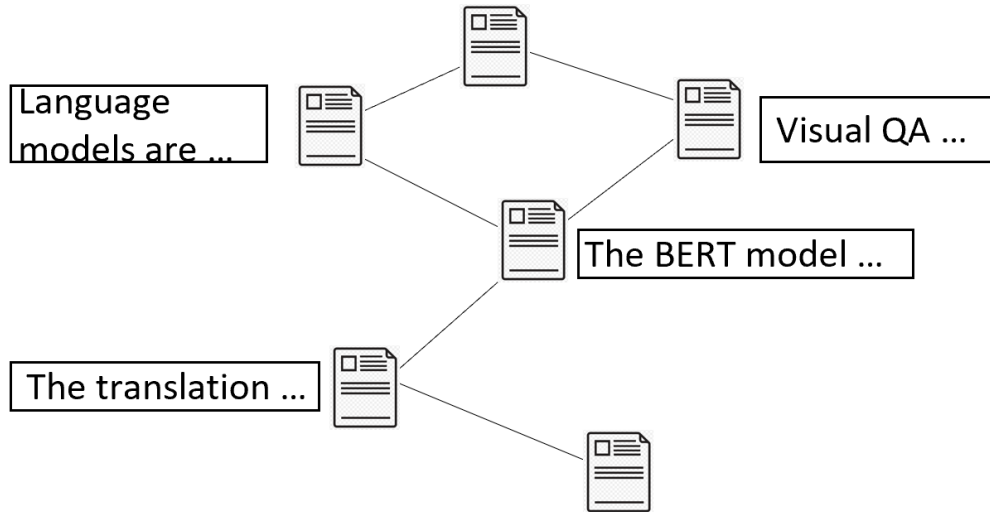 Language
models are ...
Visual QA ...
The BERT model ...
The translation ...